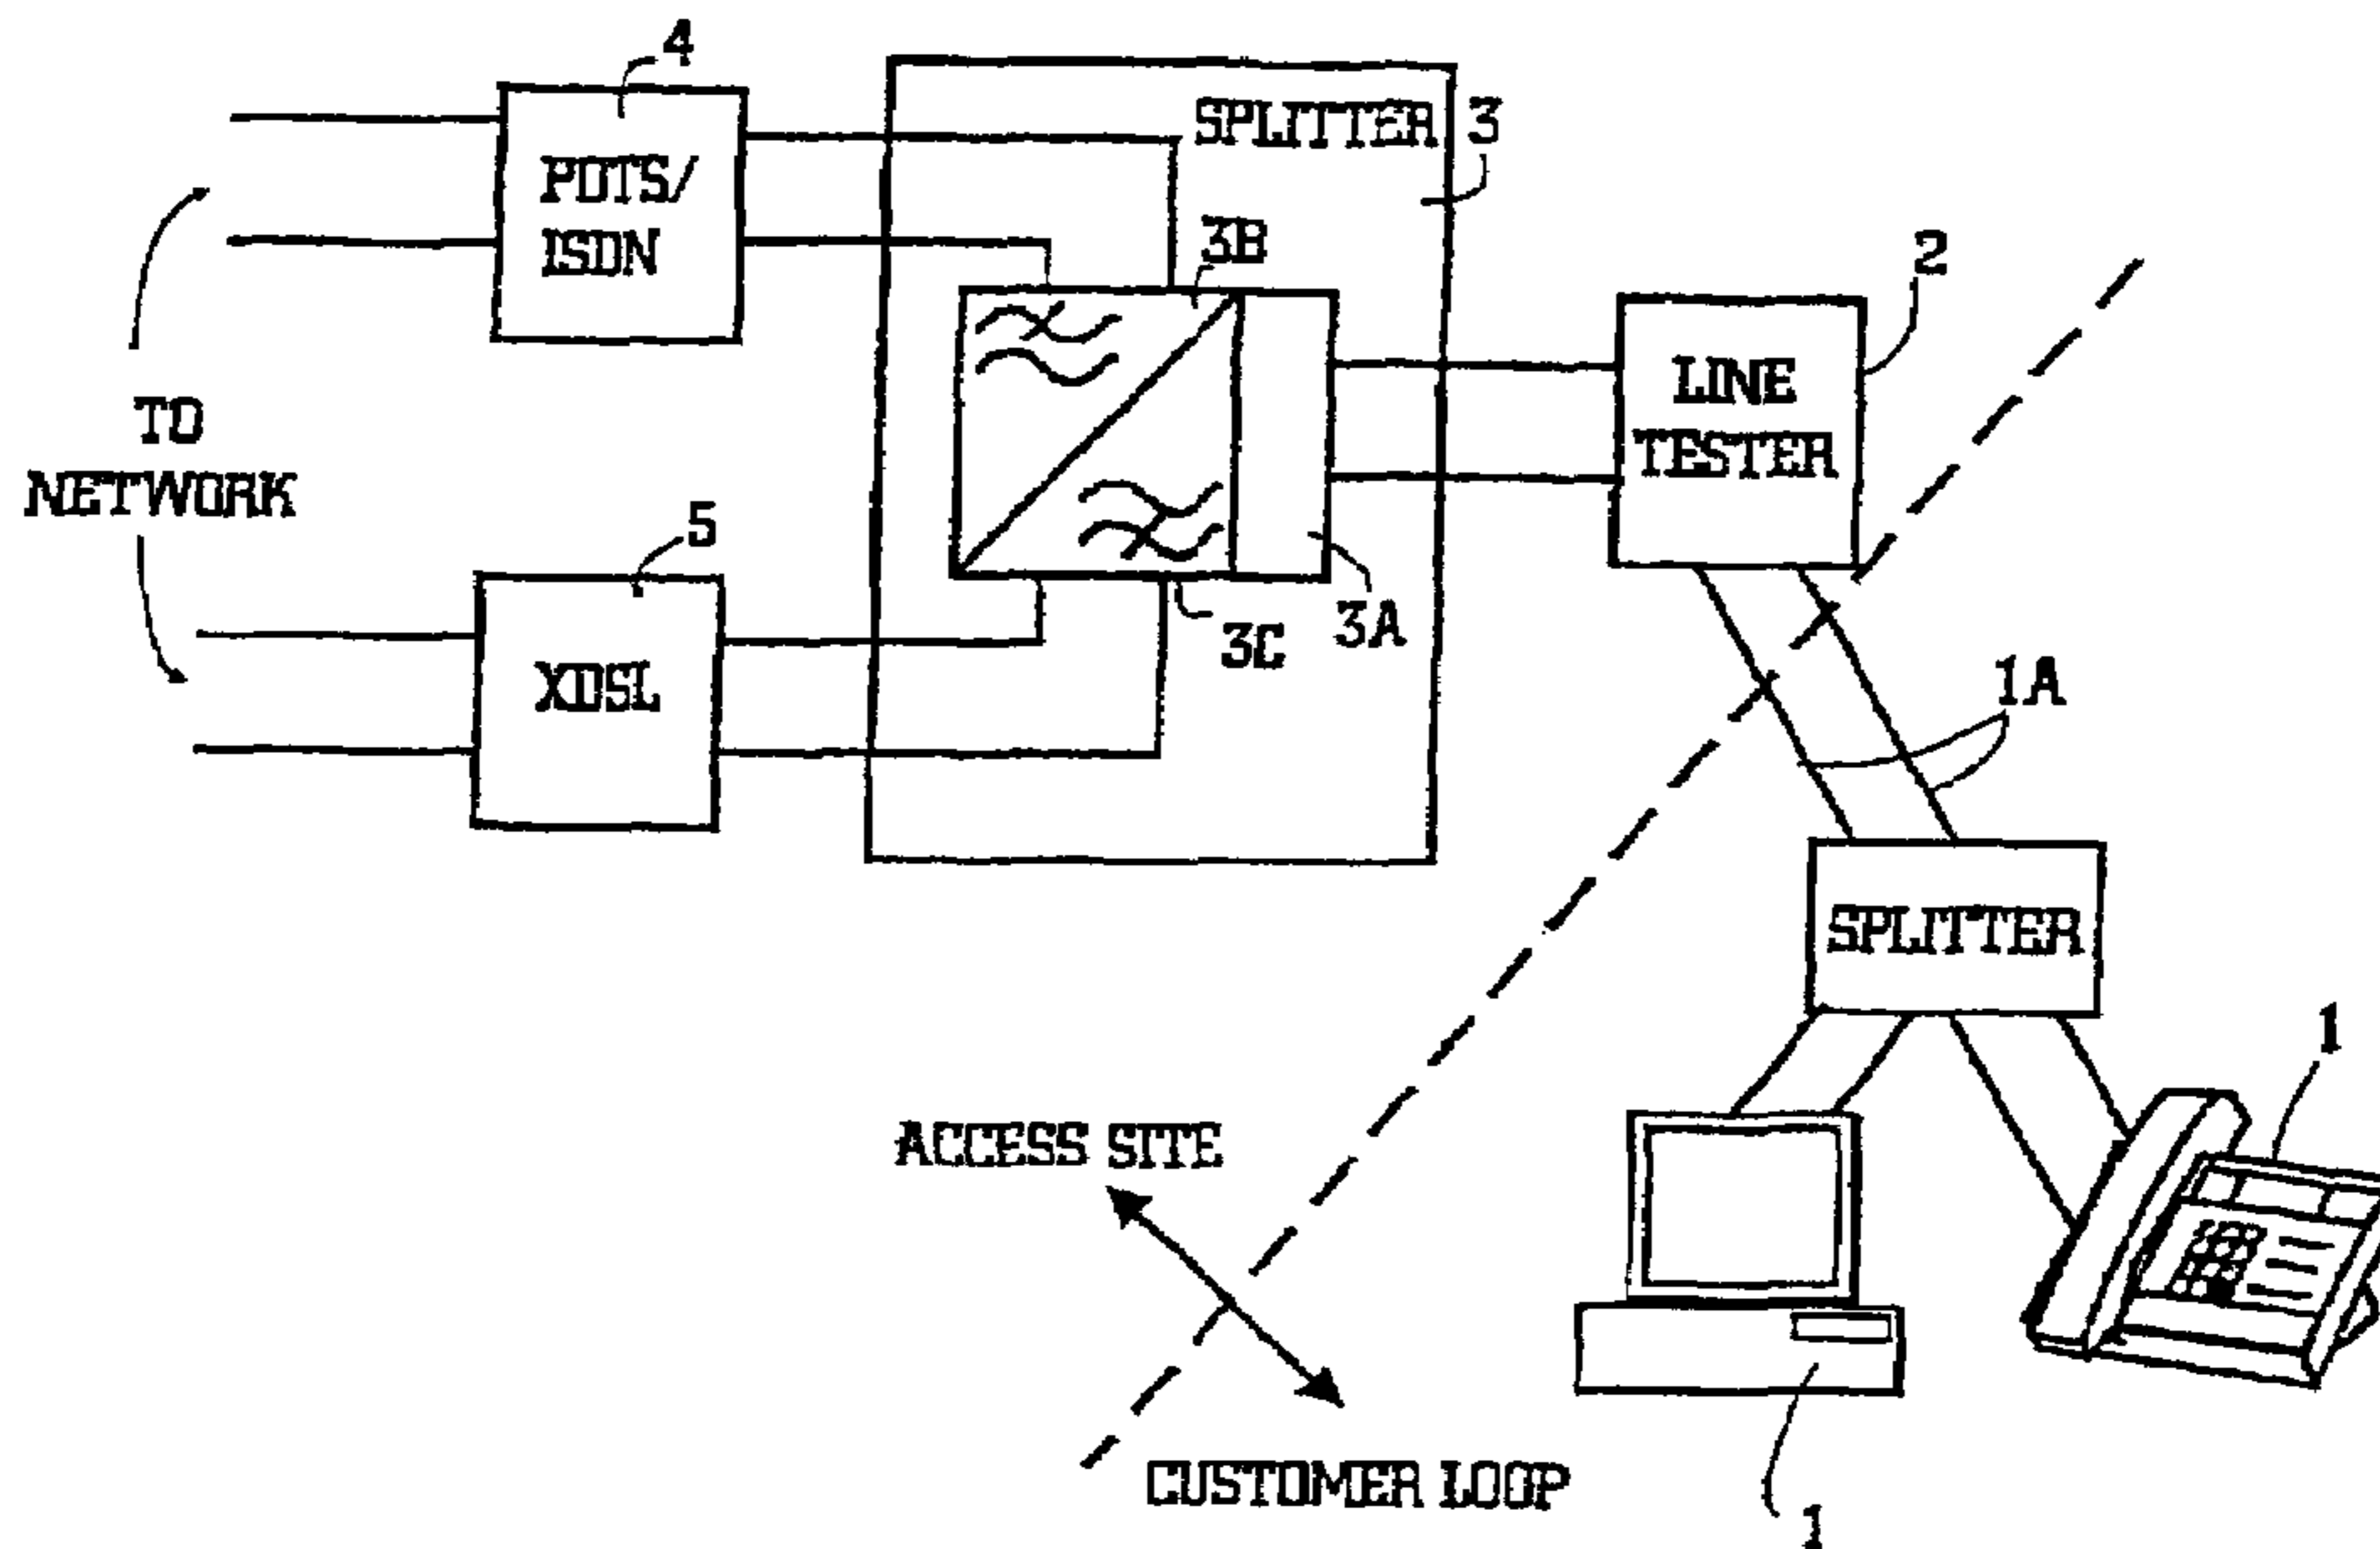 4
SPLITTER 3
POTS/
ISDN
3B
2
LINE
TESTER
TO
NETWORK
5
XDSL
3A
3C
1A
SPLITTER
1
ACCESS SITE
CUSTOMER LOOP
1